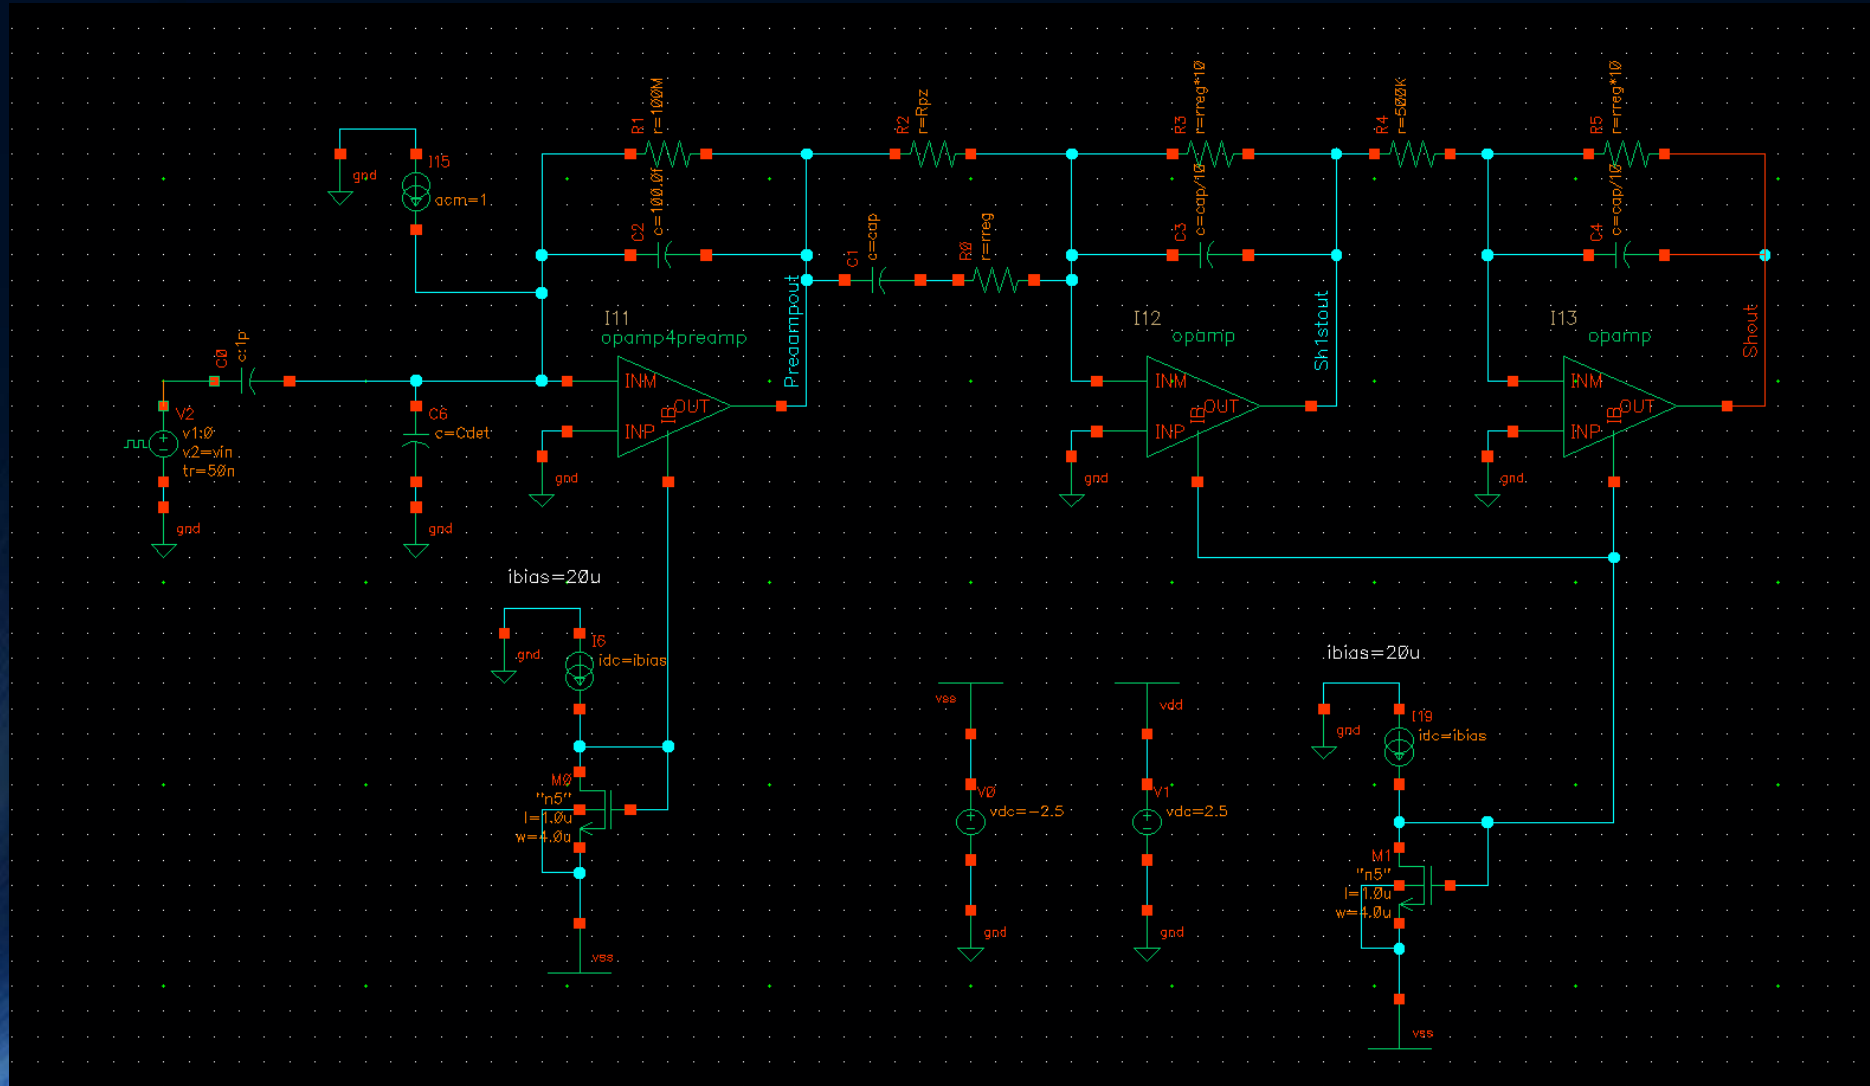 R1
r=100M
R2
r=Rpz
R3
r=rreg*10
R4
r=500K
R5
r=rreg*10
gnd
I15
acm=1
C2
c=100.0f
C1
c=cap
R0
r=rreg
C3
c=cap/10
C4
c=cap/10
Preampout
Sh1stout
Shout
I11
opamp4preamp
INM
OUT
IB
INP
gnd
I12
opamp
INM
OUT
IB
INP
gnd
I13
opamp
INM
OUT
IB
INP
gnd
C0
c:1p
V2
v1:0
v2=vin
tr=50n
gnd
C6
c=Cdet
gnd
ibias=20u
gnd
I6
idc=ibias
M0
"n5"
l=1.0u
w=4.0u
vss
vss
V0
vdc=-2.5
gnd
vdd
V1
vdc=2.5
gnd
ibias=20u
gnd
I19
idc=ibias
M1
"n5"
l=1.0u
w=4.0u
vss